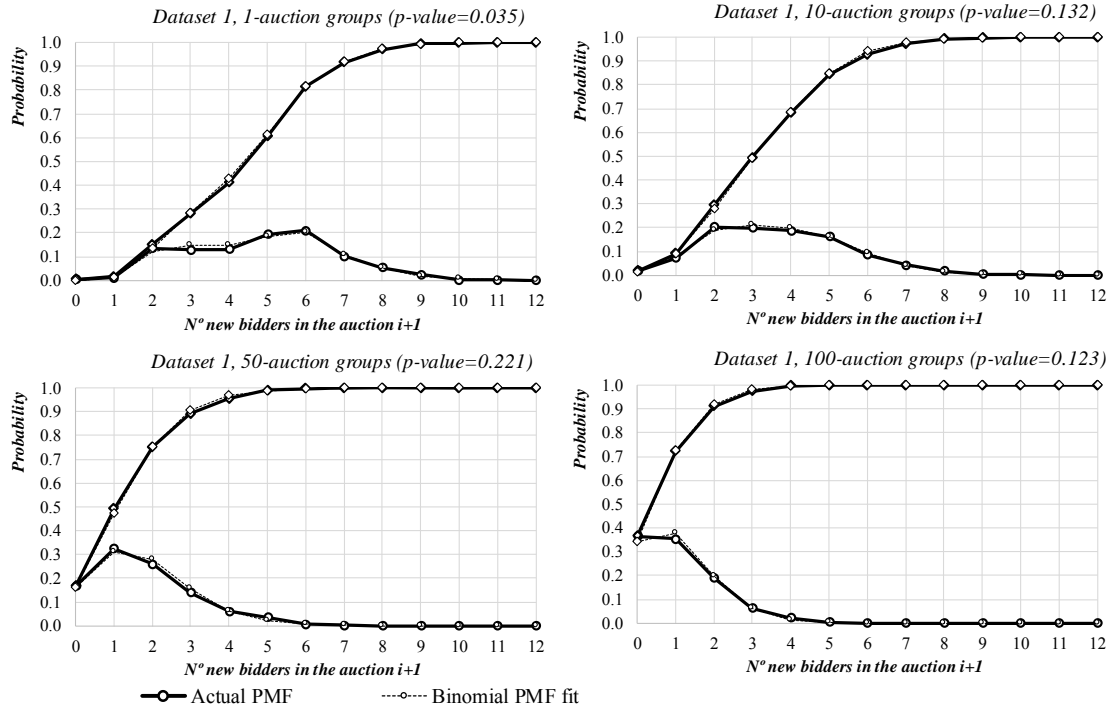 Dataset 1, 1-auction groups (p-value=0.035)
Probability
1.0
0.9
0.8
0.7
0.6
0.5
0.4
0.3
0.2
0.1
0.0
0 1 2 3 4 5 6 7 8 9 10 11 12
Nº new bidders in the auction i+1
Dataset 1, 10-auction groups (p-value=0.132)
Probability
1.0
0.9
0.8
0.7
0.6
0.5
0.4
0.3
0.2
0.1
0.0
0 1 2 3 4 5 6 7 8 9 10 11 12
Nº new bidders in the auction i+1
Dataset 1, 50-auction groups (p-value=0.221)
Probability
1.0
0.9
0.8
0.7
0.6
0.5
0.4
0.3
0.2
0.1
0.0
0 1 2 3 4 5 6 7 8 9 10 11 12
Nº new bidders in the auction i+1
Dataset 1, 100-auction groups (p-value=0.123)
Probability
1.0
0.9
0.8
0.7
0.6
0.5
0.4
0.3
0.2
0.1
0.0
0 1 2 3 4 5 6 7 8 9 10 11 12
Nº new bidders in the auction i+1
Actual PMF Binomial PMF fit